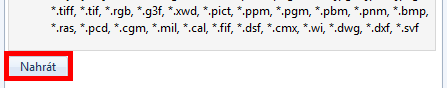 *.tiff, *.tif, *.rgb, *.g3f, *.xwd, *.pict, *.ppm, *.pgm, *.pbm, *.pnm, *.bmp,
*.ras, *.pcd, *.cgm, *.mil, *.cal, *.fif, *.dsf, *.cmx, *.wi, *.dwg, *.dxf, *.svf
Nahrát